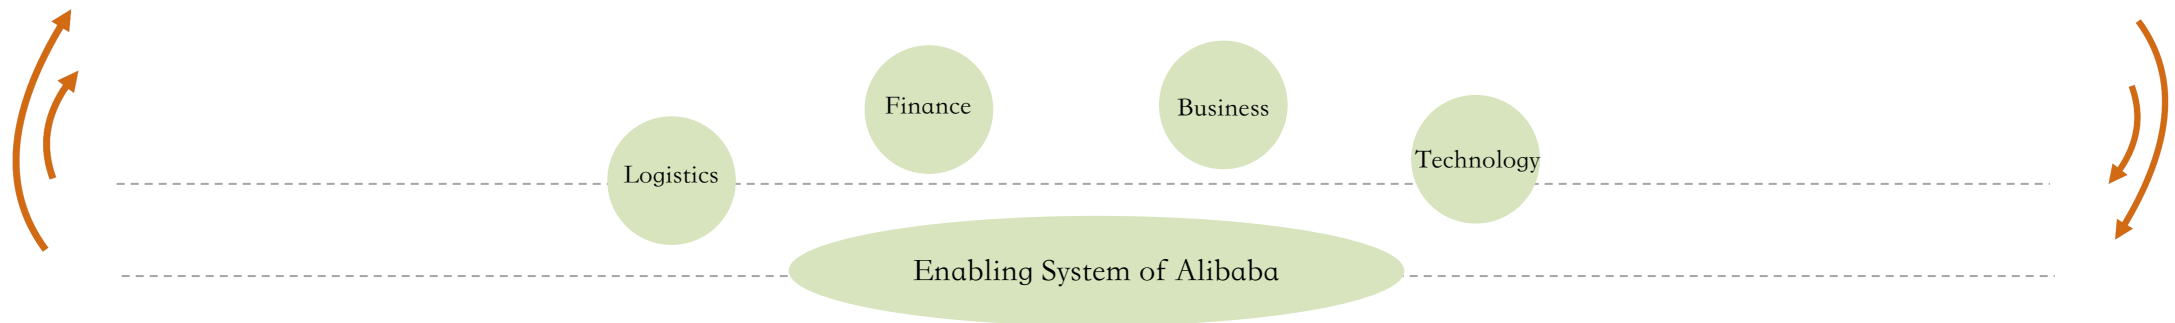 Finance
Business
Technology
Logistics
Enabling System of Alibaba